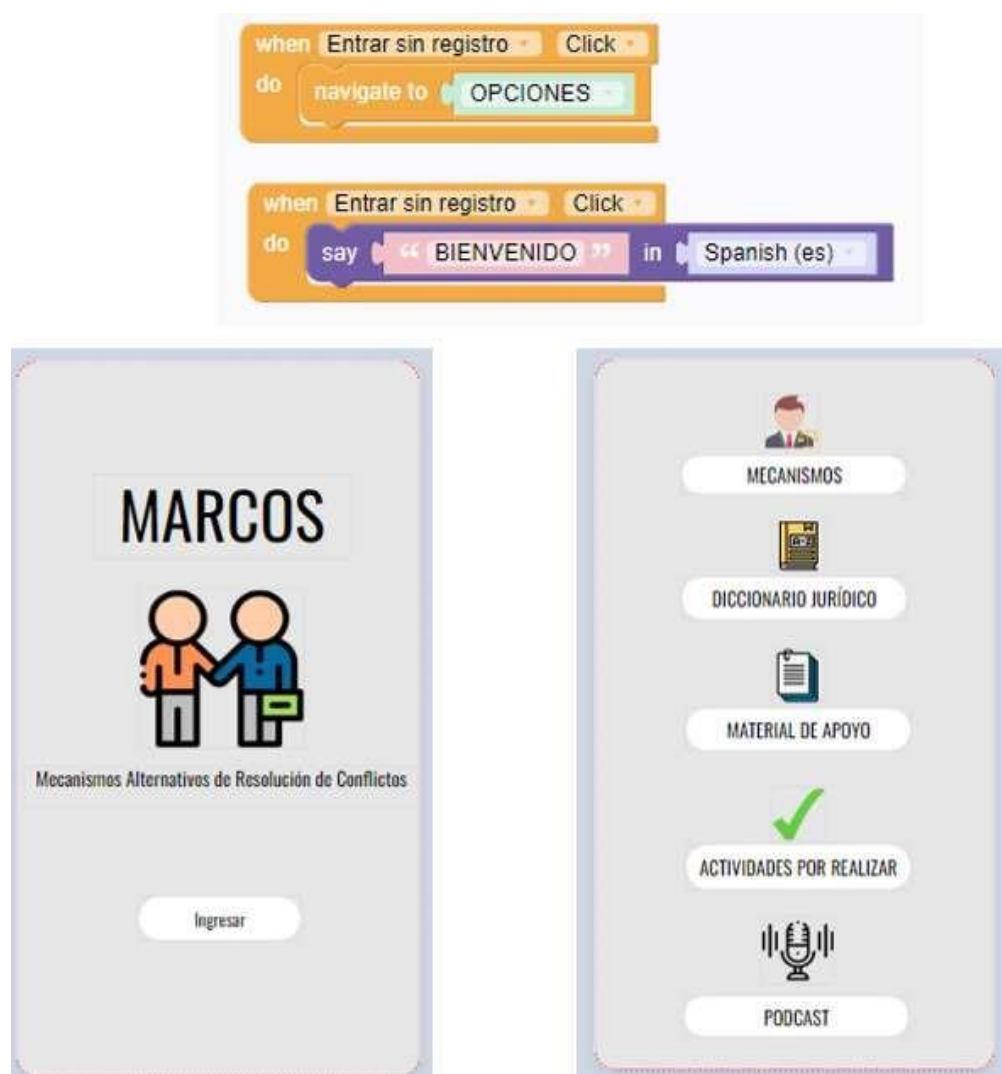 when Entrar sin registro Click
do navigate to OPCIONES
when Entrar sin registro Click
do say “ BIENVENIDO ” in Spanish (es)
MARCOS
Mecanismos Alternativos de Resolución de Conflictos
Ingresar
MECANISMOS
A-Z
DICCIONARIO JURÍDICO
MATERIAL DE APOYO
ACTIVIDADES POR REALIZAR
PODCAST